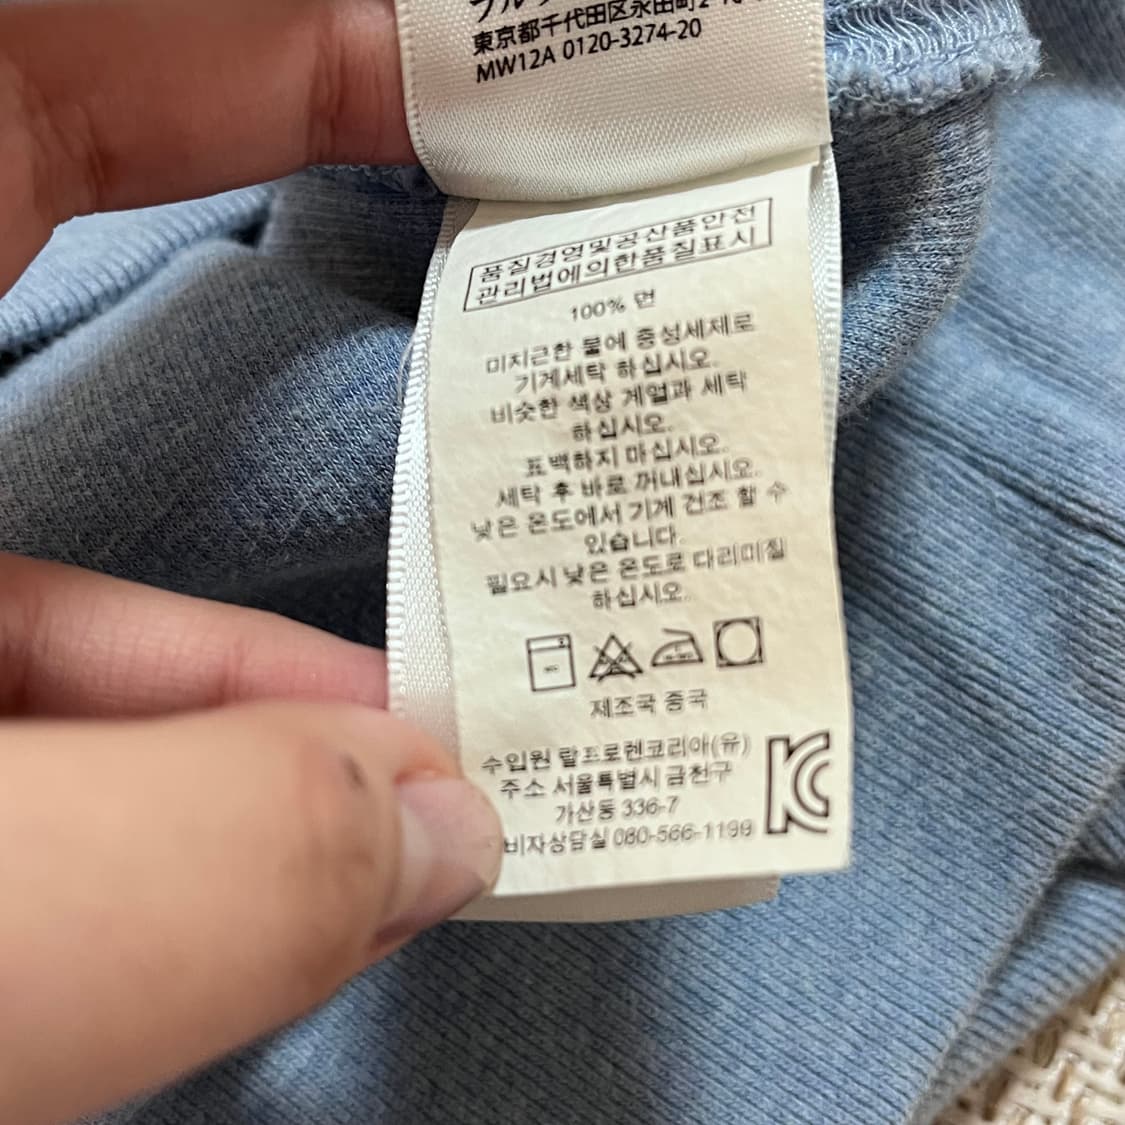 東京都千代田区永田町2
MW12A 0120-3274-20
품질경영및공산품안전
관리법에의한품질표시
100% 면
미지근한 물에 중성세제로
기계세탁 하십시오.
비슷한 색상 계열과 세탁
하십시오.
표백하지 마십시오.
세탁 후 바로 꺼내십시오.
낮은 온도에서 기계 건조 할 수
있습니다.
필요시 낮은 온도로 다리미질
하십시오.
제조국 중국
수입원 랄프로렌코리아(유)
주소 서울특별시 금천구
가산동 336-7
비자상담실 080-566-1199